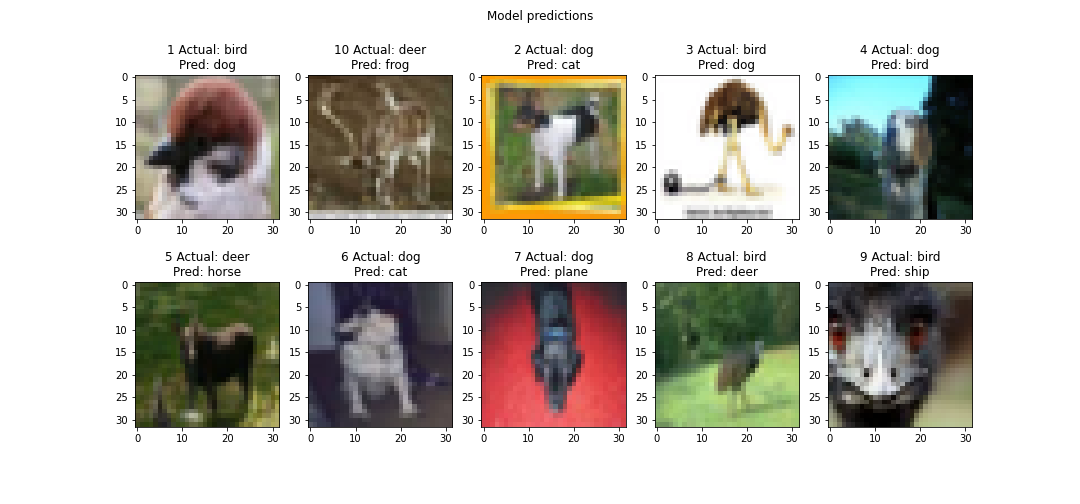 Model predictions
1 Actual: bird
Pred: dog
10 Actual: deer
Pred: frog
2 Actual: dog
Pred: cat
3 Actual: bird
Pred: dog
4 Actual: dog
Pred: bird
0
5
10
15
20
25
30
0 10 20 30
0
5
10
15
20
25
30
0 10 20 30
0
5
10
15
20
25
30
0 10 20 30
0
5
10
15
20
25
30
0 10 20 30
0
5
10
15
20
25
30
0 10 20 30
5 Actual: deer
Pred: horse
6 Actual: dog
Pred: cat
7 Actual: dog
Pred: plane
8 Actual: bird
Pred: deer
9 Actual: bird
Pred: ship
0
5
10
15
20
25
30
0 10 20 30
0
5
10
15
20
25
30
0 10 20 30
0
5
10
15
20
25
30
0 10 20 30
0
5
10
15
20
25
30
0 10 20 30
0
5
10
15
20
25
30
0 10 20 30